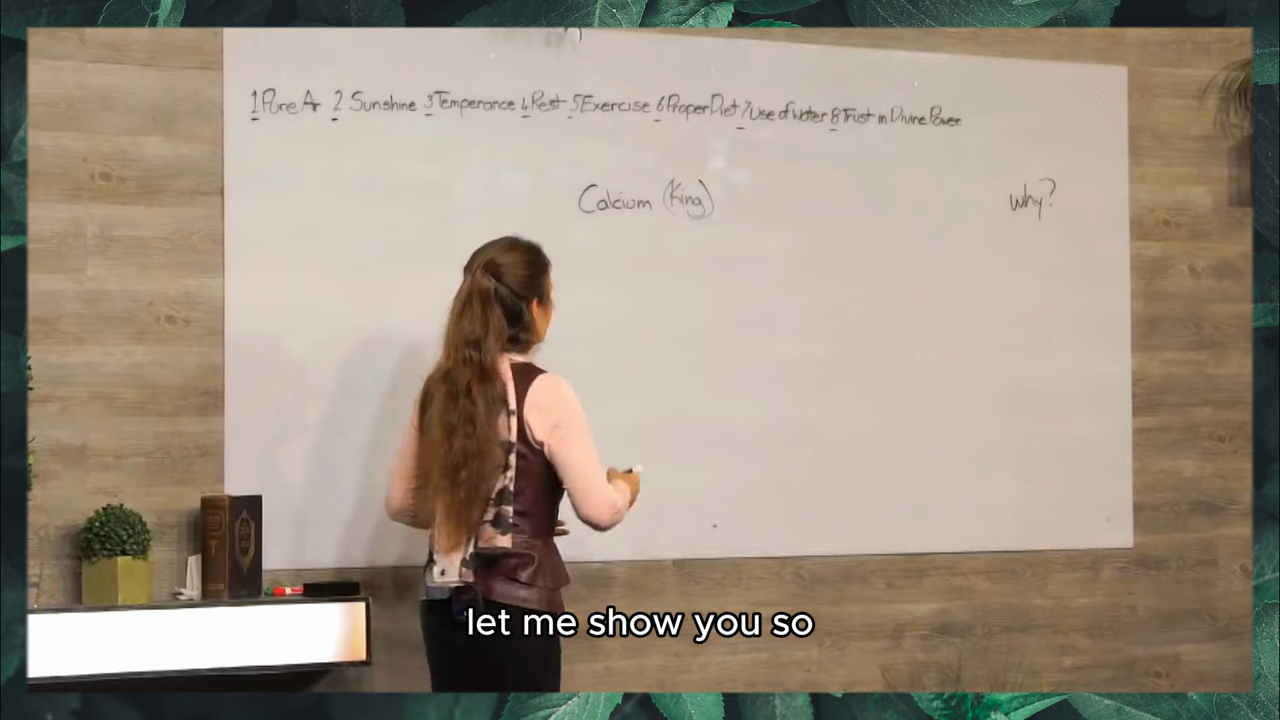 1 Pure Air 2 Sunshine 3 Temperance 4 Rest 5 Exercise 6 Proper Diet 7 Use of Water 8 Trust in Divine Power
Calcium (King) Why?
let me show you so